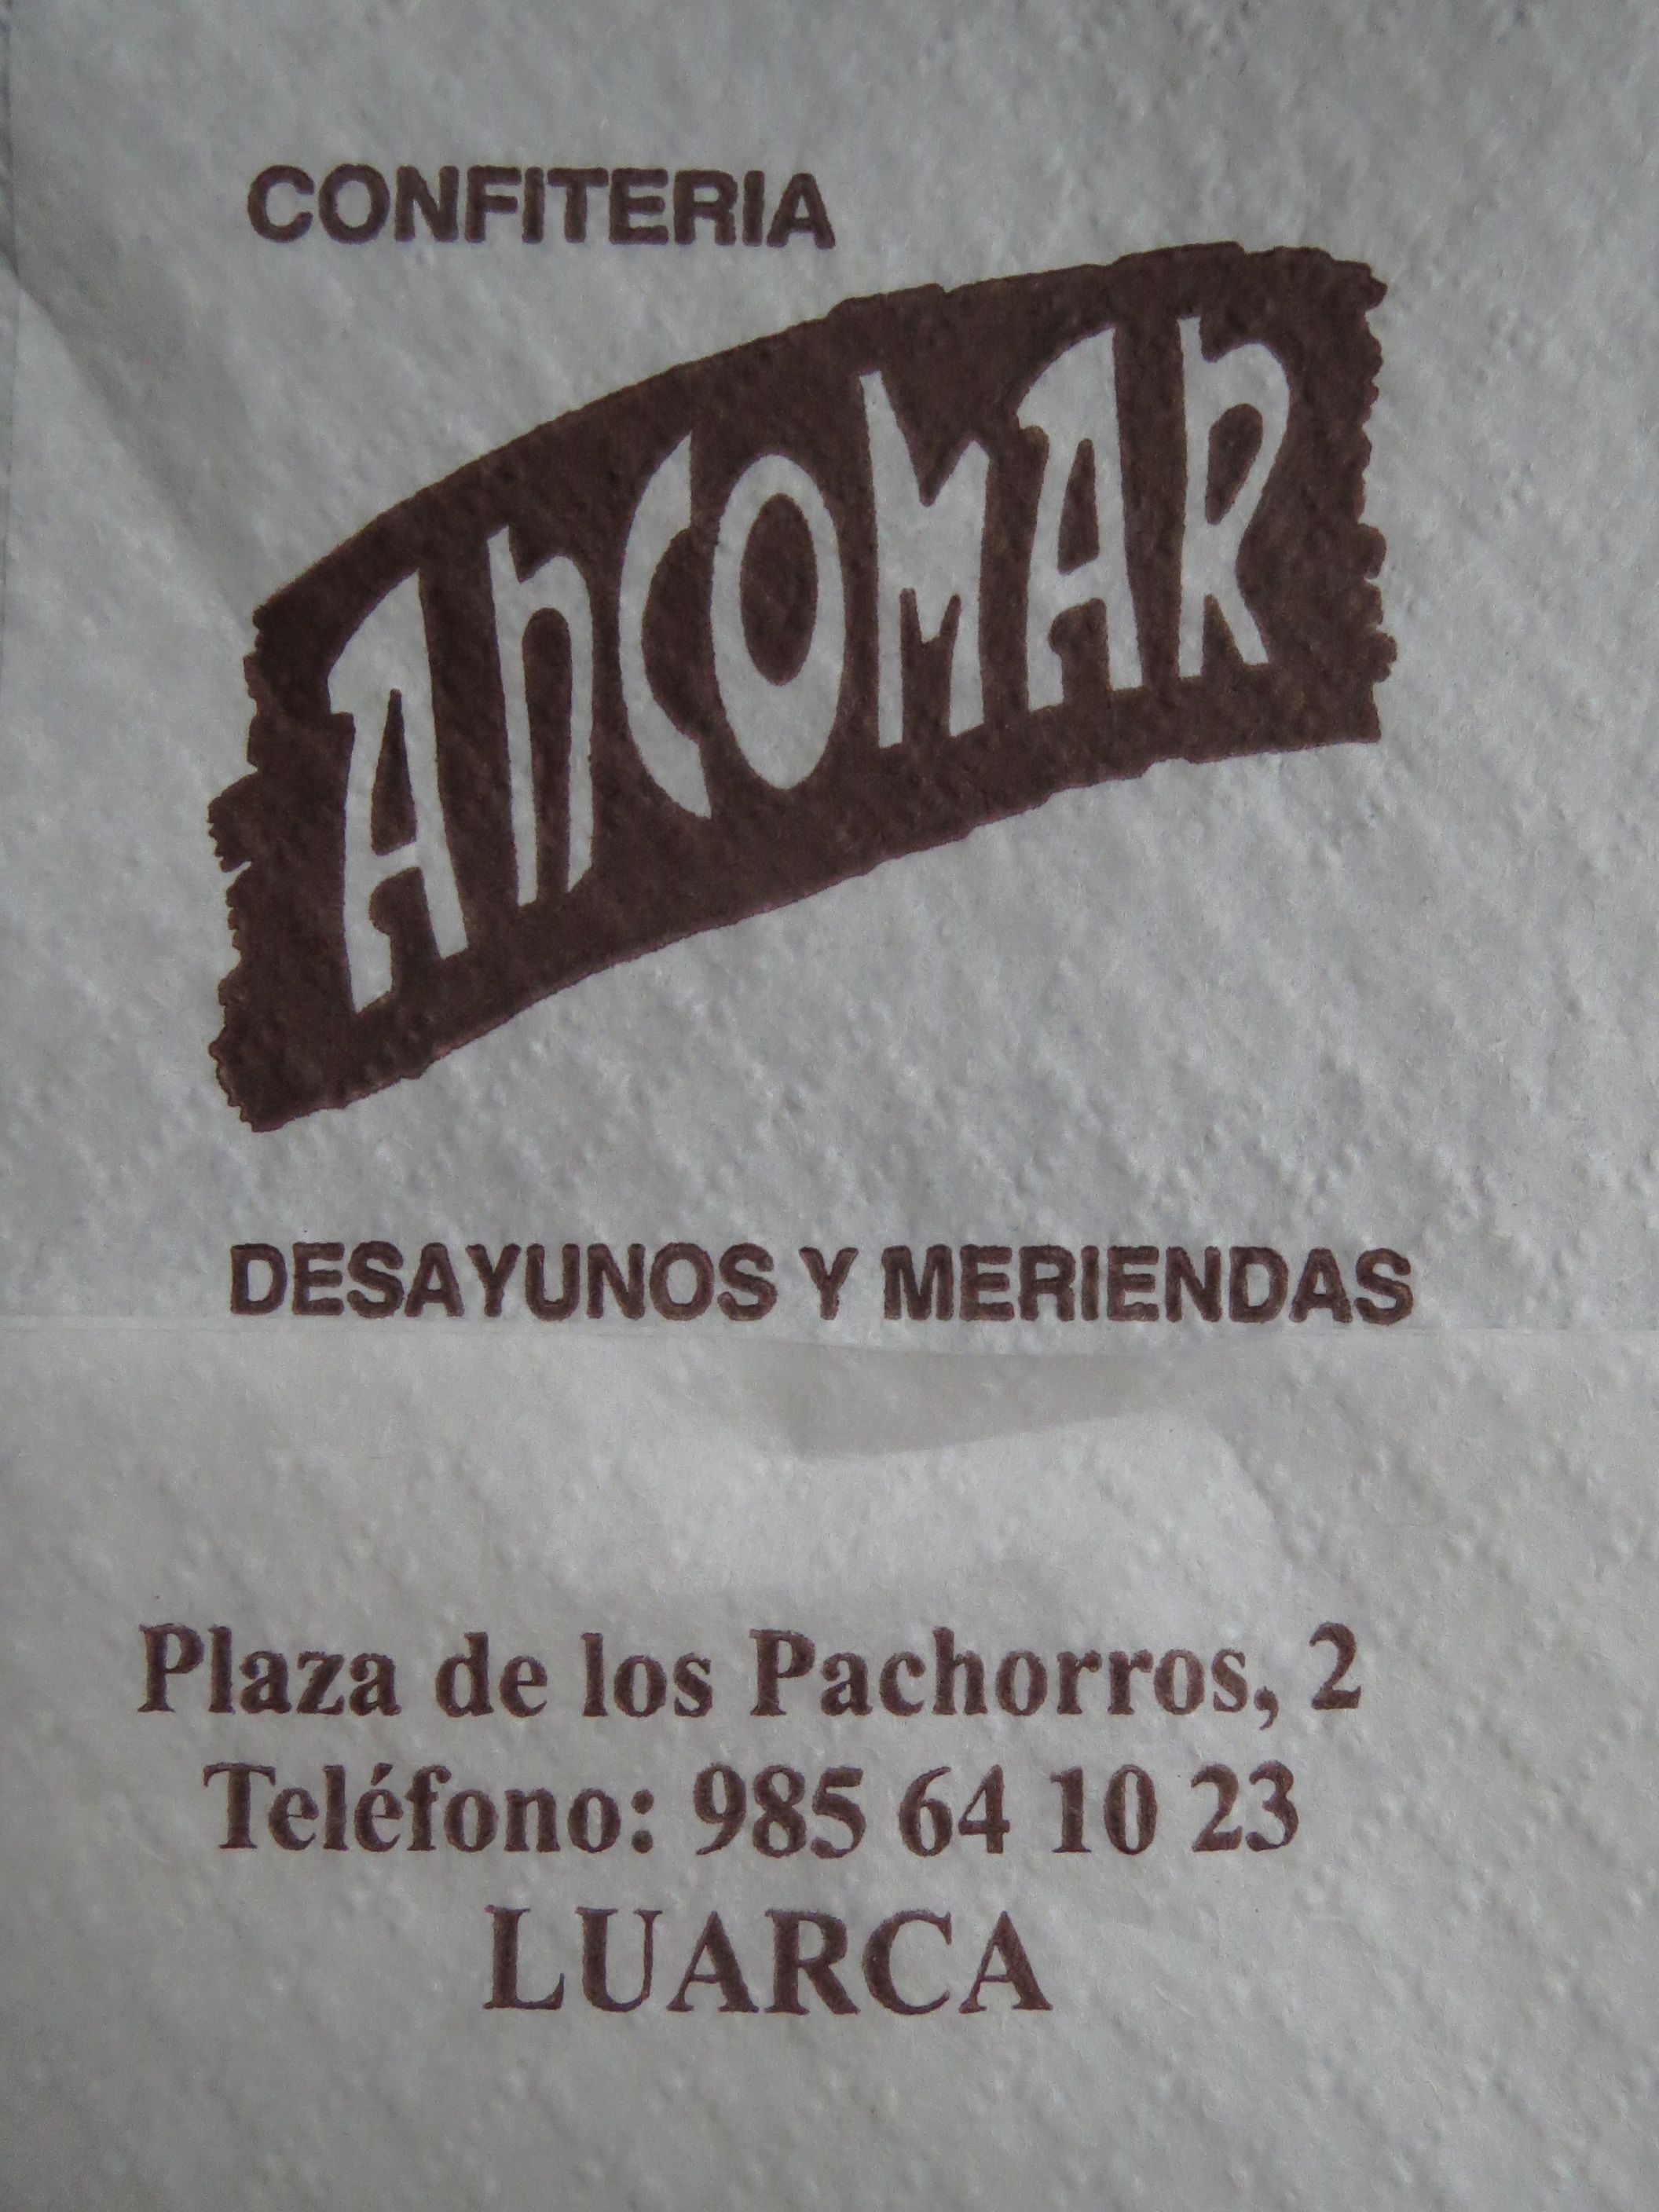 CONFITERIA
AnCOMAR
DESAYUNOS Y MERIENDAS
Plaza de los Pachorros, 2
Teléfono: 985 64 10 23
LUARCA